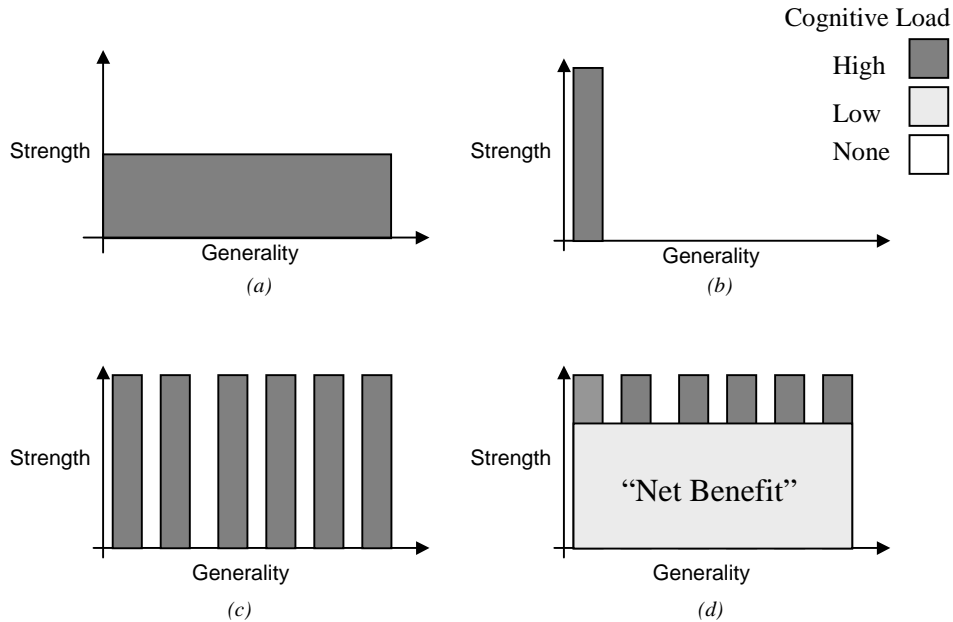 Cognitive Load
High
Low
None
Strength
Generality
(a)
Strength
Generality
(b)
Strength
Generality
(c)
Strength
“Net Benefit”
Generality
(d)